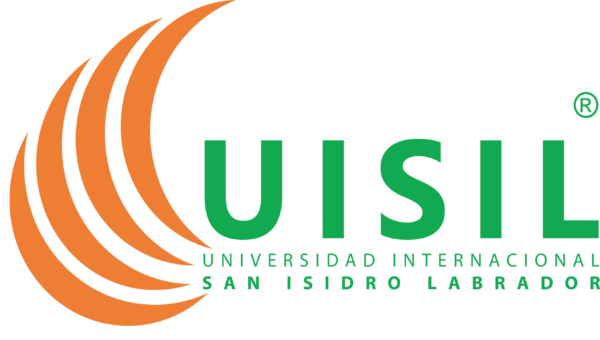 ®
UISIL
UNIVERSIDAD INTERNACIONAL
SAN ISIDRO LABRADOR